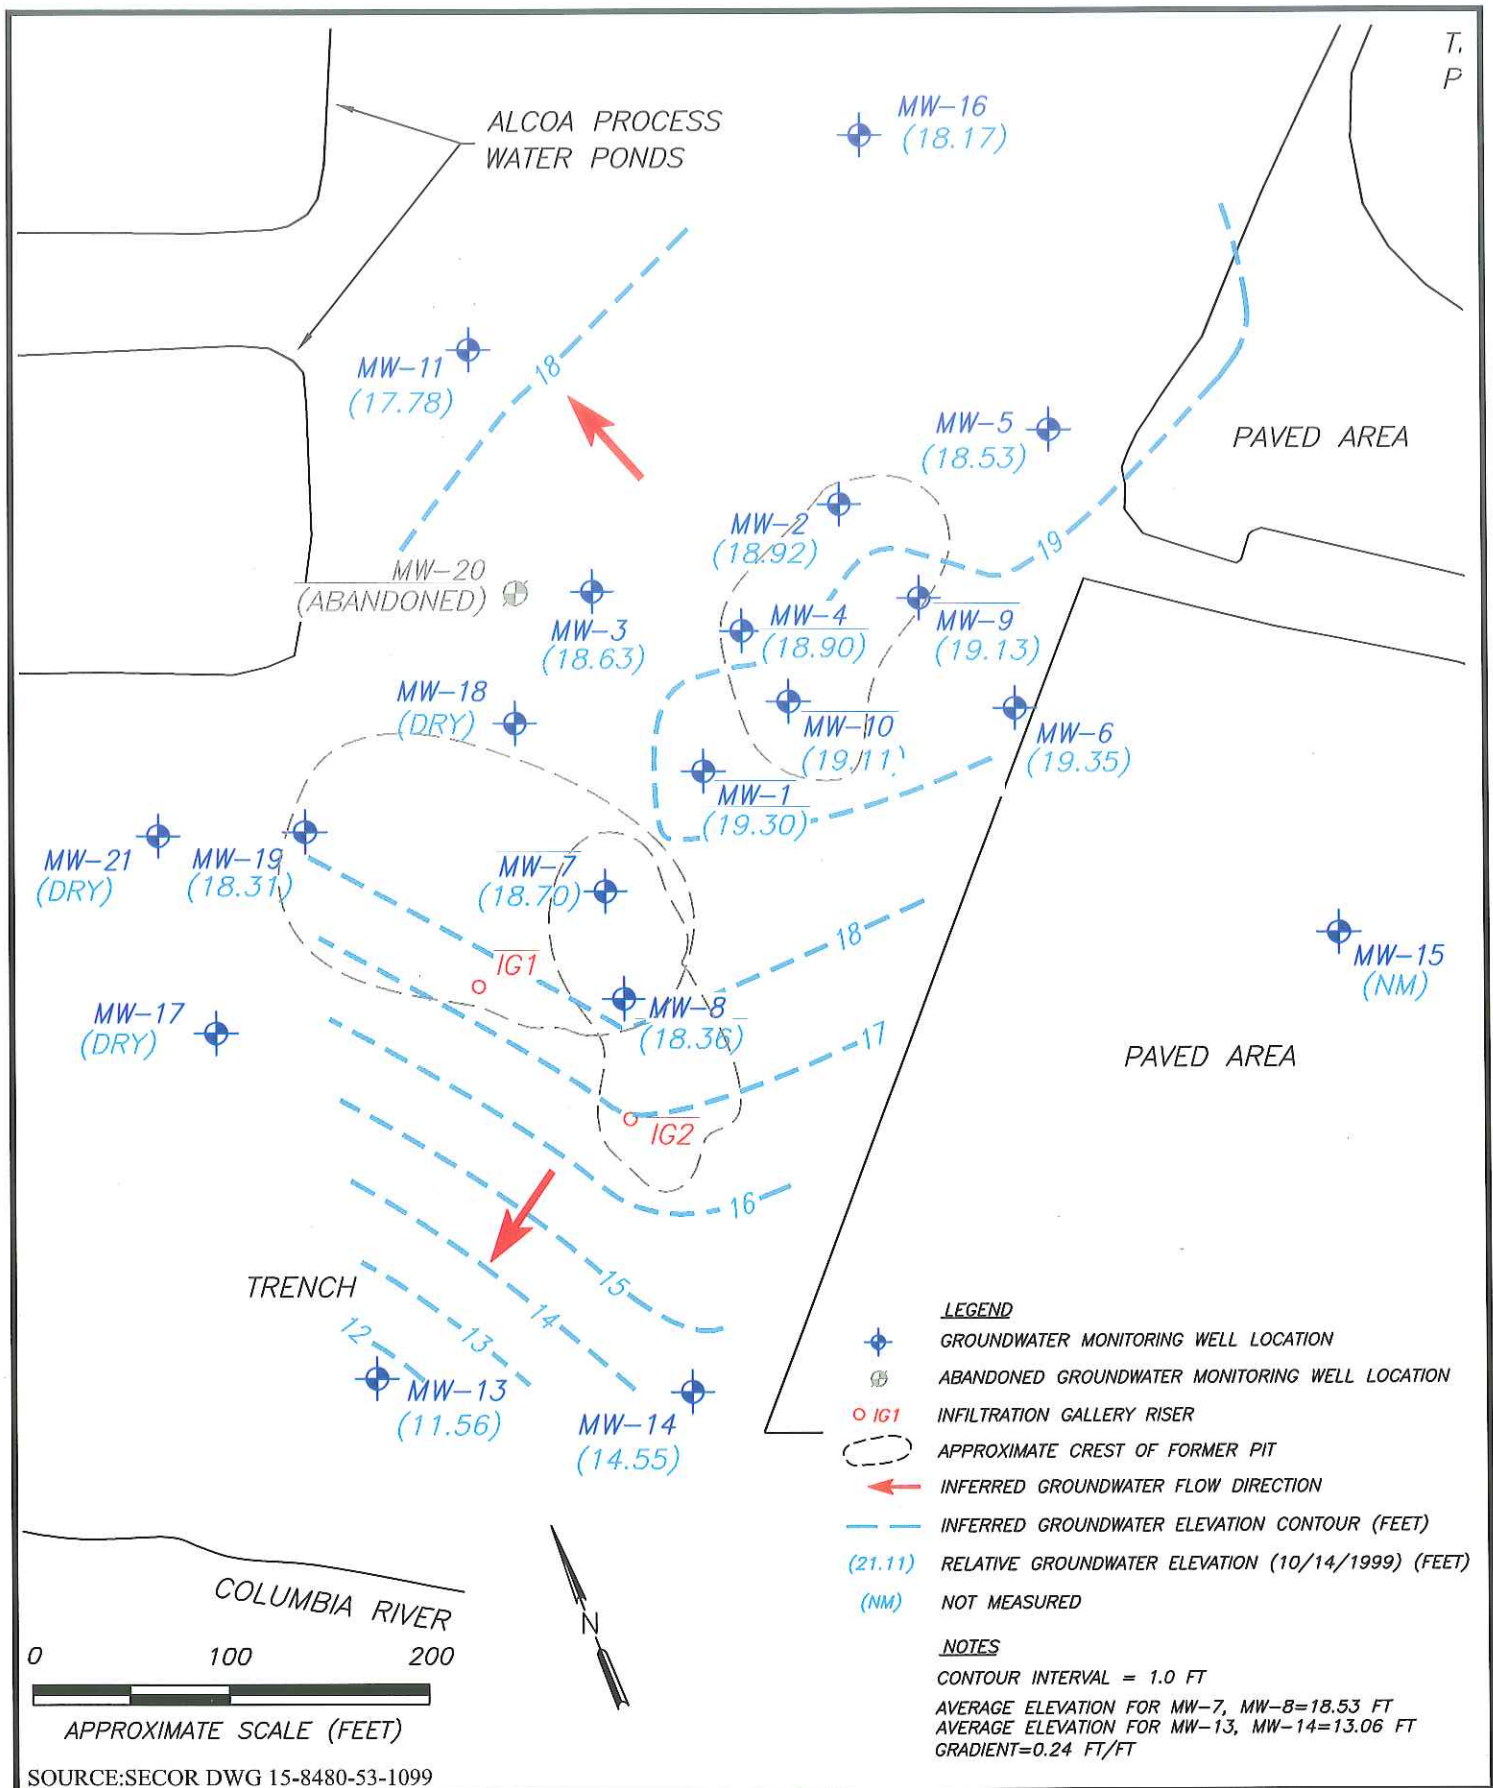 T.
P
ALCOA PROCESS
WATER PONDS
MW-16
(18.17)
MW-11
(17.78)
18
MW-5
(18.53)
PAVED AREA
MW-2
(18.92)
19
MW-20
(ABANDONED)
MW-3
(18.63)
MW-4
(18.90)
MW-9
(19.13)
MW-18
(DRY)
MW-10
(19.11)
MW-6
(19.35)
MW-1
(19.30)
MW-21
(DRY)
MW-19
(18.31)
MW-7
(18.70)
18
IG1
MW-15
(NM)
MW-17
(DRY)
MW-8
(18.36)
17
PAVED AREA
IG2
16
TRENCH
15
14
13
12
MW-13
(11.56)
MW-14
(14.55)
COLUMBIA RIVER
N
0 100 200
APPROXIMATE SCALE (FEET)
SOURCE:SECOR DWG 15-8480-53-1099
LEGEND
GROUNDWATER MONITORING WELL LOCATION
ABANDONED GROUNDWATER MONITORING WELL LOCATION
IG1 INFILTRATION GALLERY RISER
APPROXIMATE CREST OF FORMER PIT
INFERRED GROUNDWATER FLOW DIRECTION
INFERRED GROUNDWATER ELEVATION CONTOUR (FEET)
(21.11) RELATIVE GROUNDWATER ELEVATION (10/14/1999) (FEET)
(NM) NOT MEASURED
NOTES
CONTOUR INTERVAL = 1.0 FT
AVERAGE ELEVATION FOR MW-7, MW-8=18.53 FT
AVERAGE ELEVATION FOR MW-13, MW-14=13.06 FT
GRADIENT=0.24 FT/FT